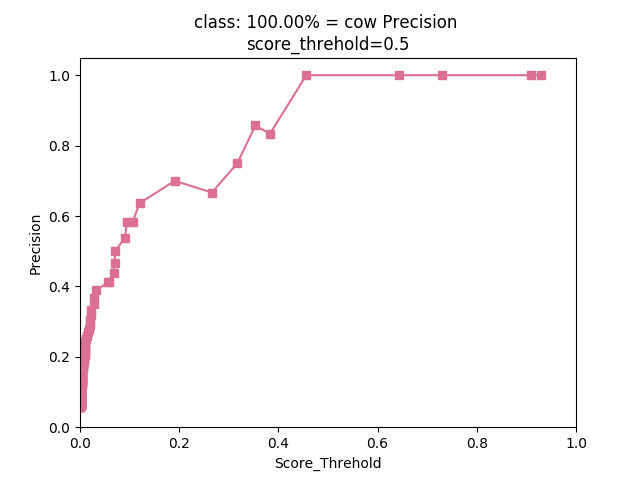 class: 100.00% = cow Precision
score_threhold=0.5
1.0
0.8
0.6
0.4
0.2
0.0
Precision
0.0 0.2 0.4 0.6 0.8 1.0
Score_Threhold